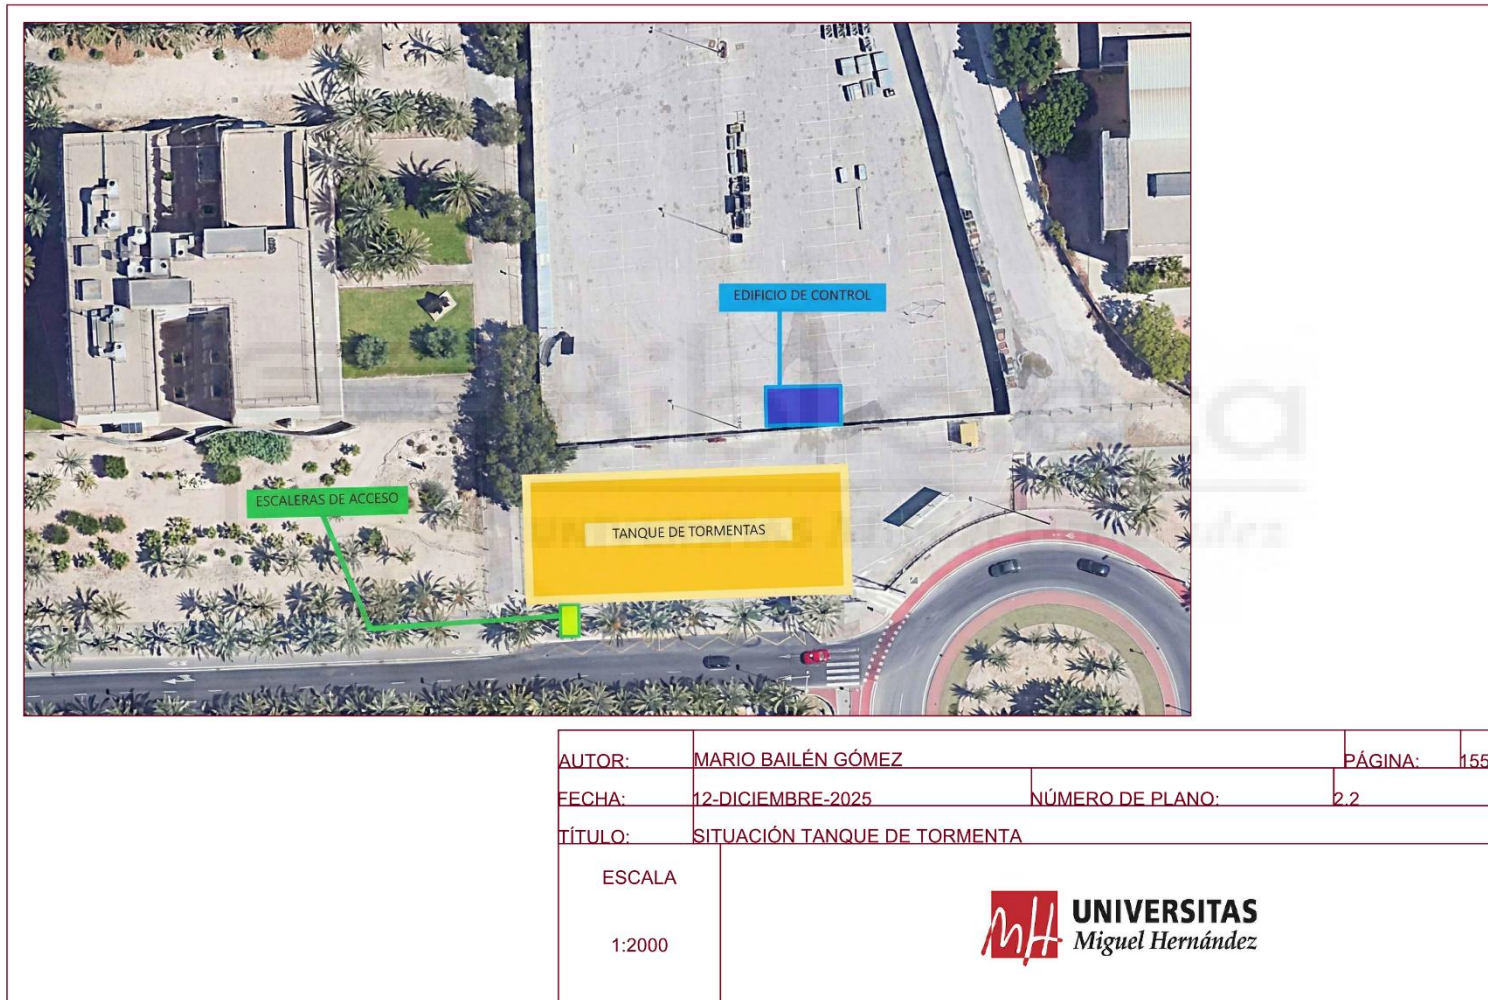 EDIFICIO DE CONTROL
ESCALERAS DE ACCESO
TANQUE DE TORMENTAS
AUTOR: MARIO BAILÉN GÓMEZ PÁGINA: 155
FECHA: 12-DICIEMBRE-2025 NÚMERO DE PLANO: 2.2
TÍTULO: SITUACIÓN TANQUE DE TORMENTA
ESCALA
1:2000
UNIVERSITAS
Miguel Hernández